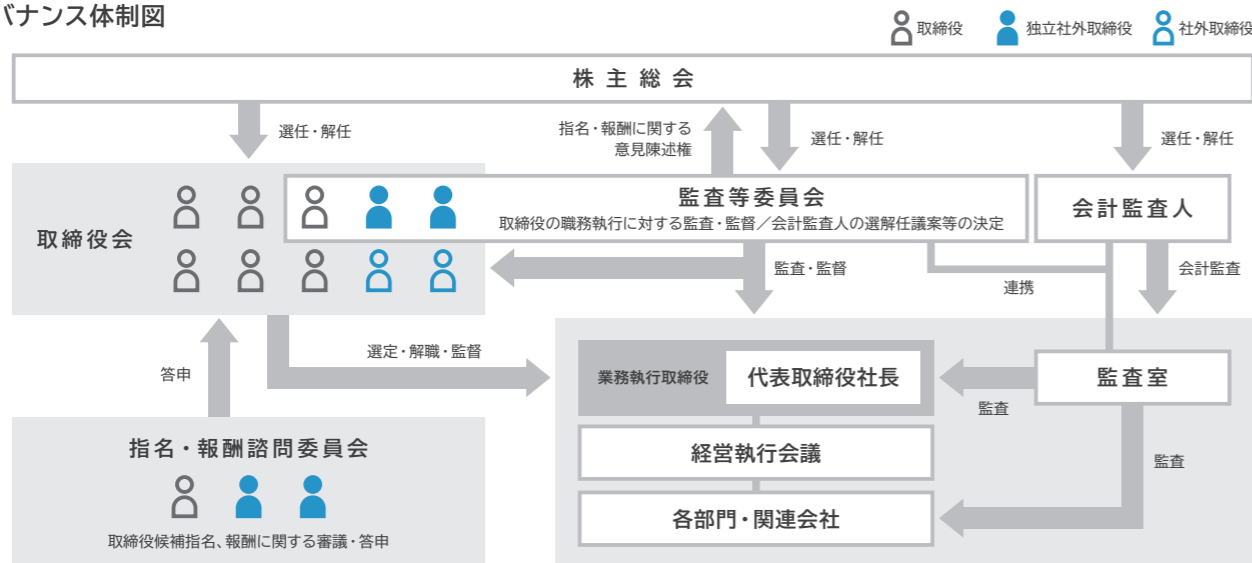 バナンス体制図
取締役
独立社外取締役
社外取締役
株主総会
選任・解任
指名・報酬に関する
意見陳述権
選任・解任
選任・解任
取締役会
監査等委員会
取締役の職務執行に対する監査・監督／会計監査人の選解任議案等の決定
会計監査人
監査・監督
連携
会計監査
答申
選定・解職・監督
業務執行取締役
代表取締役社長
監査室
監査
経営執行会議
監査
各部門・関連会社
指名・報酬諮問委員会
取締役候補指名、報酬に関する審議・答申